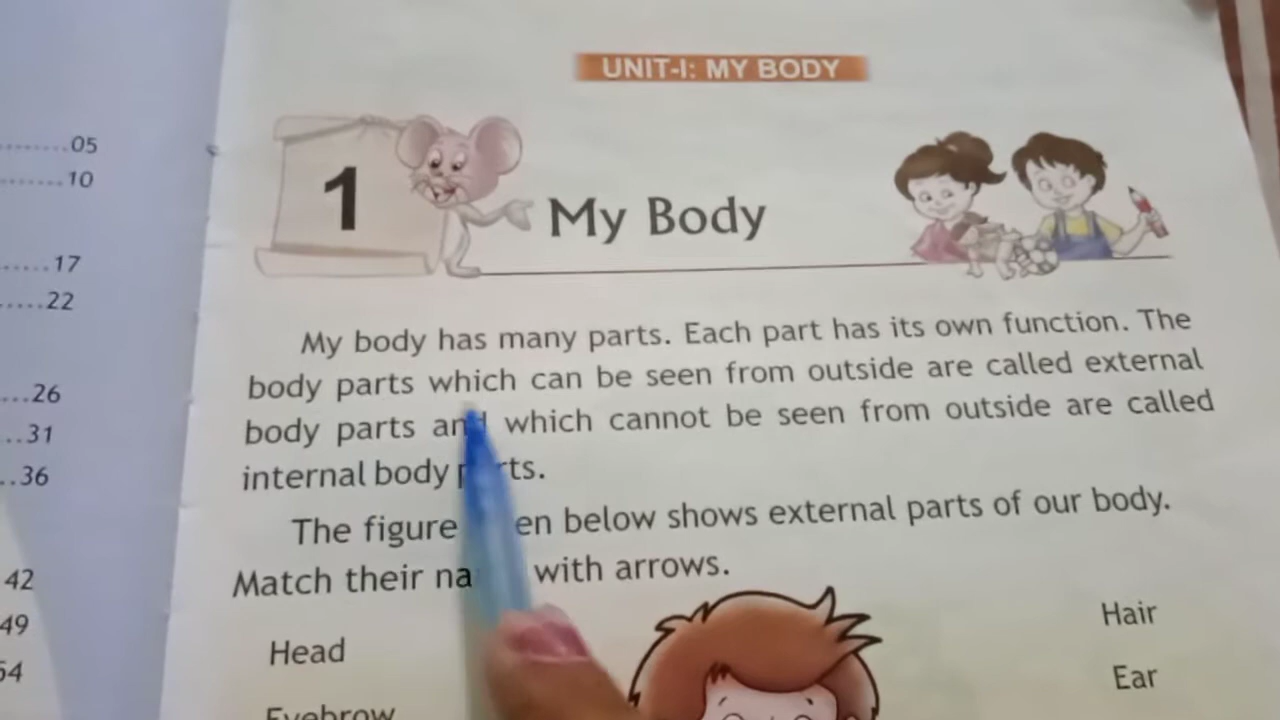 05
10
17
22
26
31
36
42
49
54
UNIT-I: MY BODY
1
My Body
My body has many parts. Each part has its own function. The
body parts which can be seen from outside are called external
body parts and which cannot be seen from outside are called
internal body parts.
The figure below shows external parts of our body.
Match their with arrows.
Head
Hair
Ear
Eyebrow